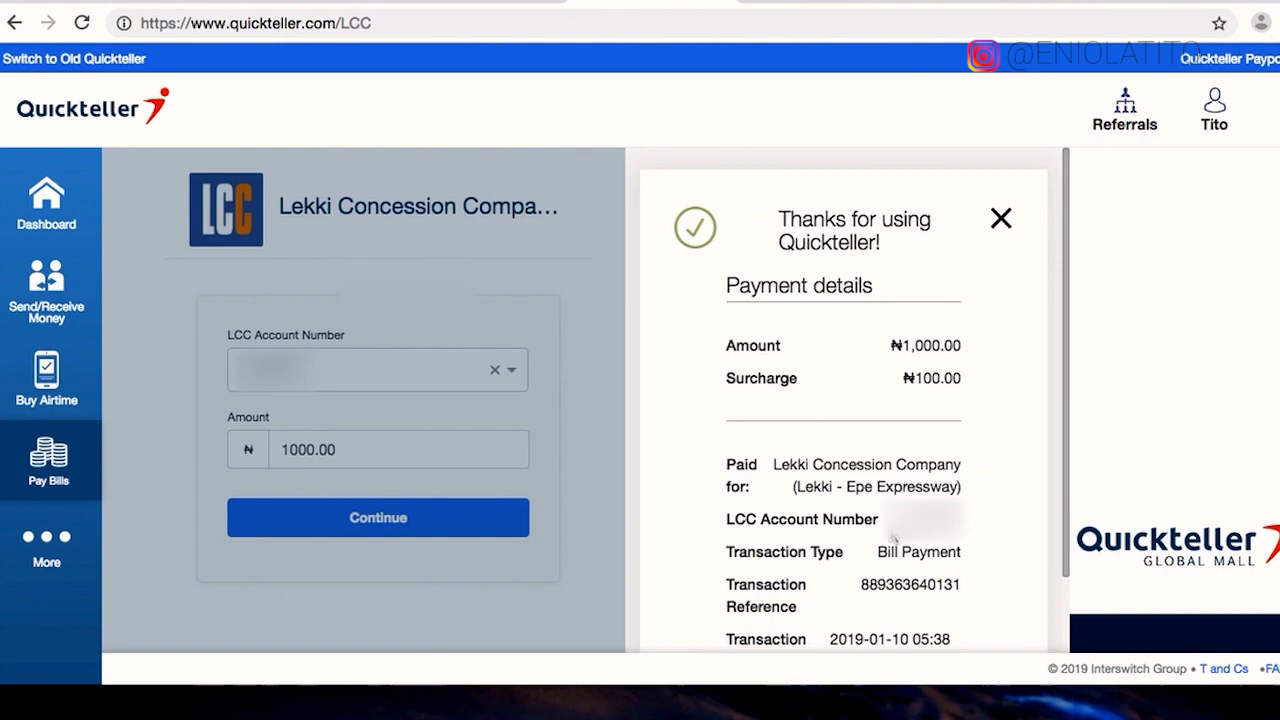 https://www.quickteller.com/LCC
Switch to Old Quickteller
@ENIOLATITO
Quickteller
Referrals
Tito
Dashboard
Send/Receive
Money
Buy Airtime
Pay Bills
More
LCC
Lekki Concession Compa...
LCC Account Number
Amount
₦ 1000.00
Continue
Thanks for using
Quickteller!
Payment details
Amount ₦1,000.00
Surcharge ₦100.00
Paid Lekki Concession Company
for: (Lekki - Epe Expressway)
LCC Account Number
Transaction Type Bill Payment
Transaction 889363640131
Reference
Transaction 2019-01-10 05:38
Quickteller
GLOBAL MALL
© 2019 Interswitch Group • T and Cs •FA